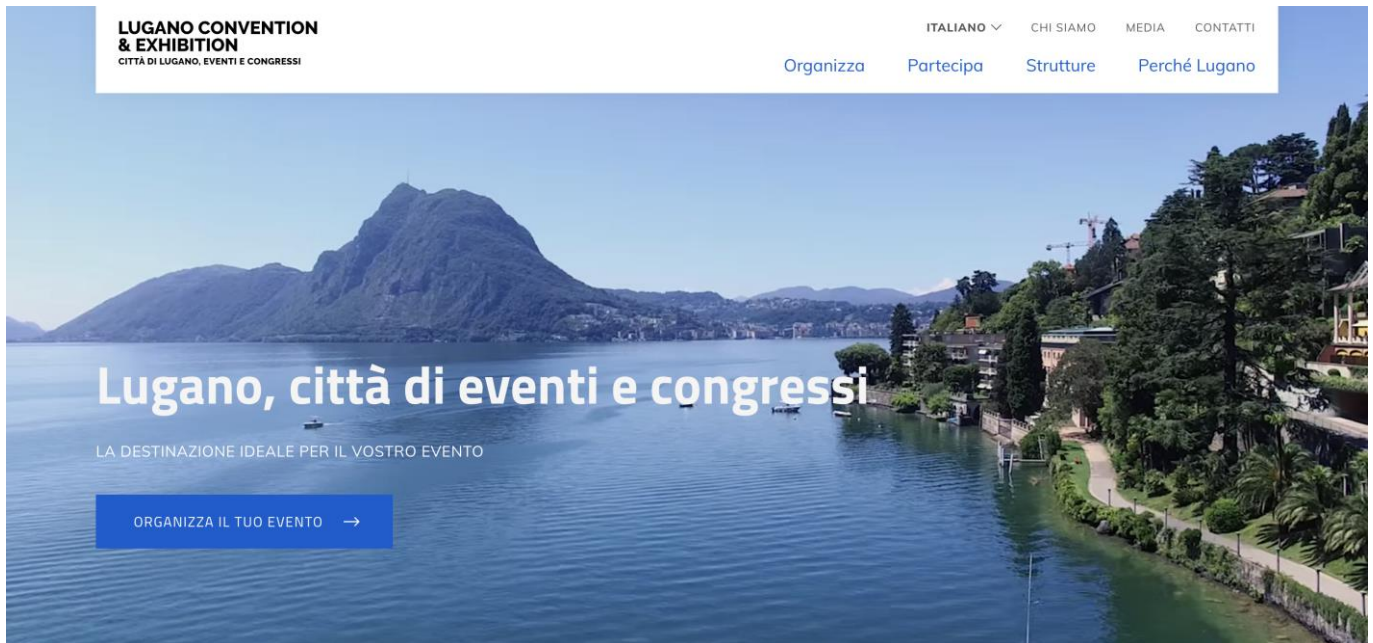 LUGANO CONVENTION
& EXHIBITION
CITTÀ DI LUGANO, EVENTI E CONGRESSI
ITALIANO CHI SIAMO MEDIA CONTATTI
Organizza Partecipa Strutture Perché Lugano
Lugano, città di eventi e congressi
LA DESTINAZIONE IDEALE PER IL VOSTRO EVENTO
ORGANIZZA IL TUO EVENTO →